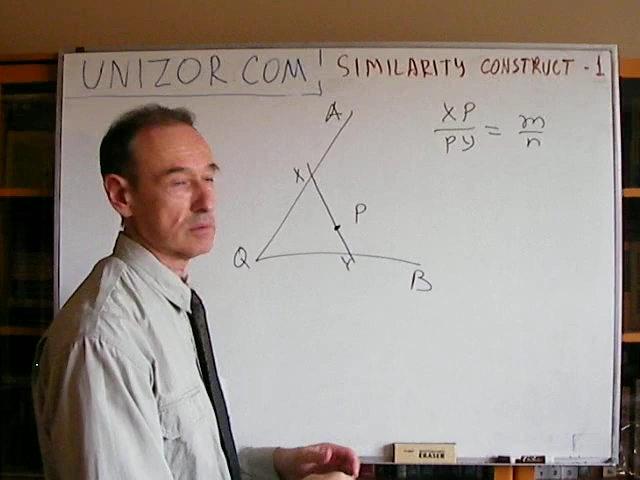 UNIZOR.COM
SIMILARITY CONSTRUCT - 1
A
XP/PY = m/n
X
P
Q
Y
B
ERASER